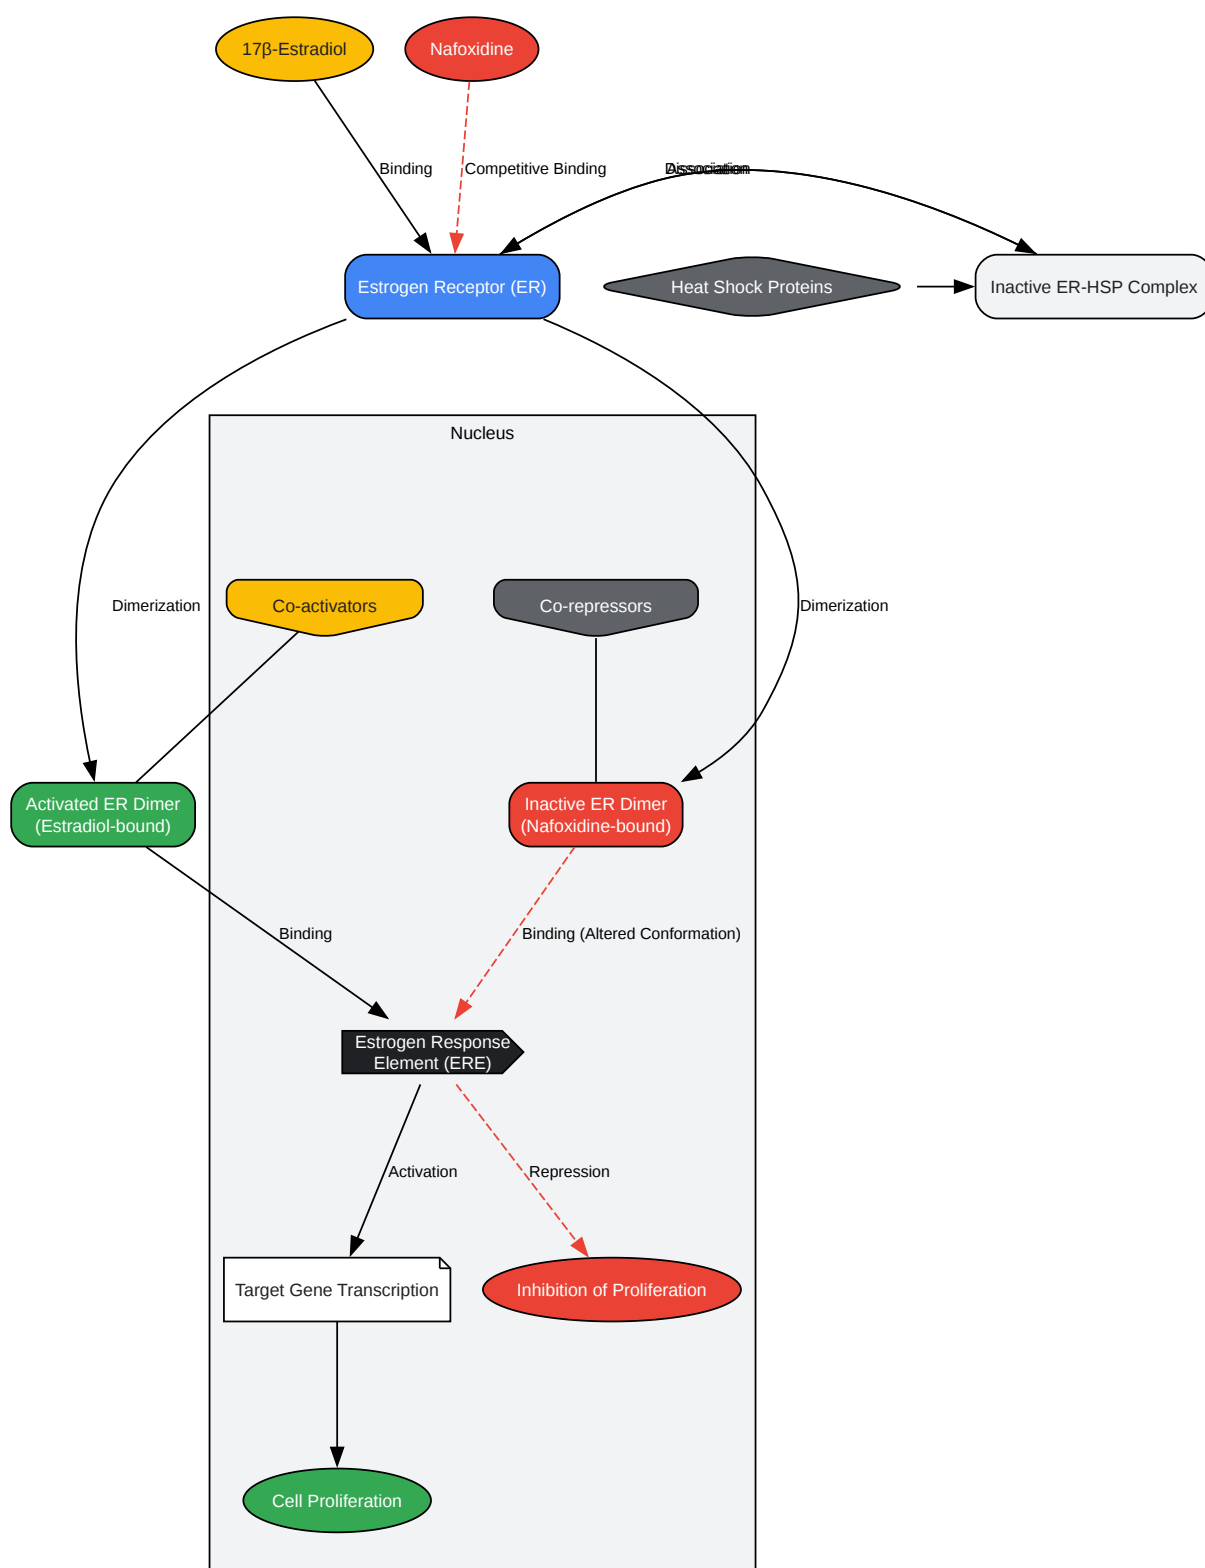 17β-Estradiol
Nafoxidine
Binding
Competitive Binding
Estrogen Receptor (ER)
Heat Shock Proteins
Inactive ER-HSP Complex
Nucleus
Dimerization
Co-activators
Co-repressors
Dimerization
Activated ER Dimer
(Estradiol-bound)
Inactive ER Dimer
(Nafoxidine-bound)
Binding
Binding (Altered Conformation)
Estrogen Response
Element (ERE)
Activation
Repression
Target Gene Transcription
Inhibition of Proliferation
Cell Proliferation